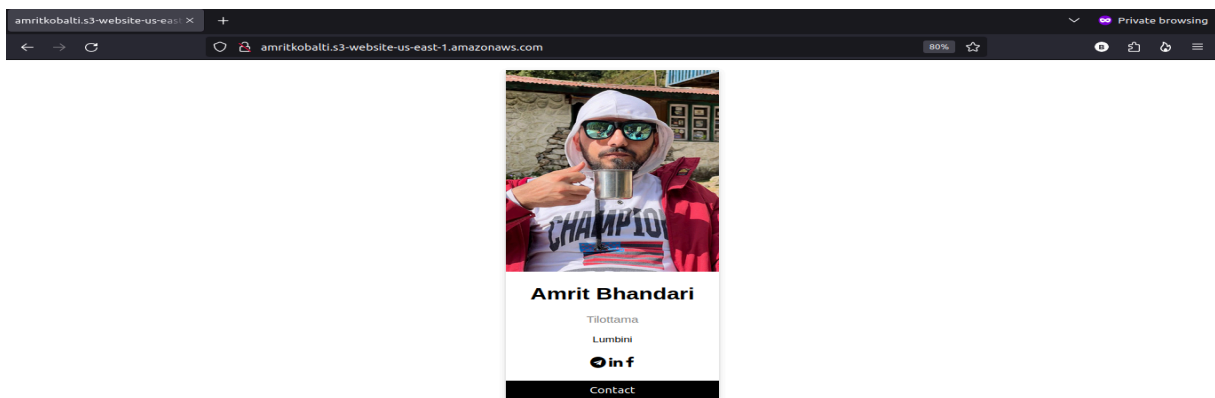 amritkobalti.s3-website-us-east
Private browsing
amritkobalti.s3-website-us-east-1.amazonaws.com
80%
CHAMPION
Amrit Bhandari
Tilottama
Lumbini
in f
Contact